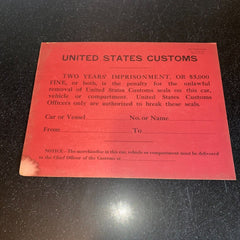 UNITED STATES CUSTOMS
TWO YEARS' IMPRISONMENT, OR $5,000
FINE, or both, is the penalty for the unlawful
removal of United States Customs seals on this car,
vehicle, or compartment. United States Customs
Officers only are authorized to break these seals.
Car or Vessel No. or Name
From To
NOTICE.—The merchandise in this car, vehicle or compartment must be delivered
to the Chief Officer of the Customs at